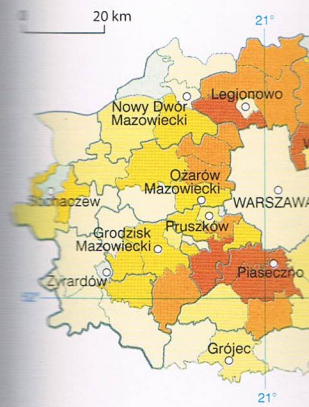 20 km
21°
Legionowo
Nowy Dwór
Mazowiecki
Ożarów
Mazowiecki
Sochaczew
WARSZAWA
Pruszków
Grodzisk
Mazowiecki
Piaseczno
Żyrardów
52°
Grójec
21°